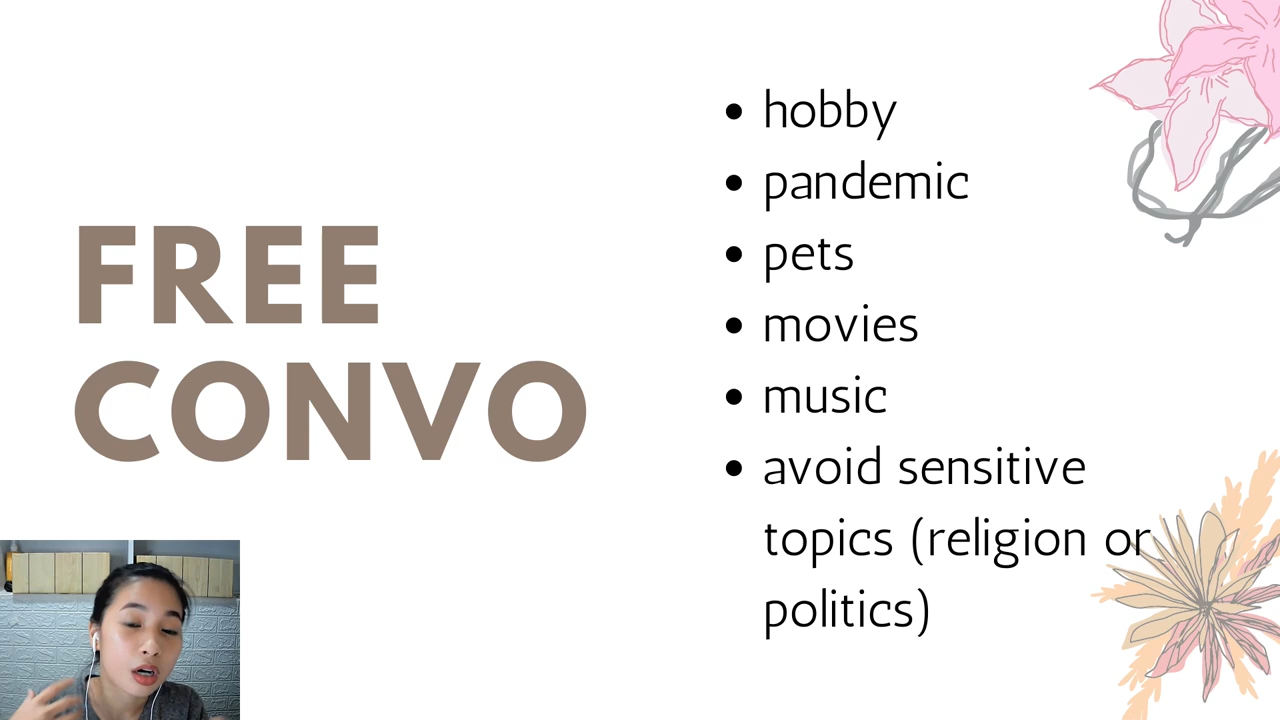 FREE
CONVO
• hobby
• pandemic
• pets
• movies
• music
• avoid sensitive
topics (religion or
politics)